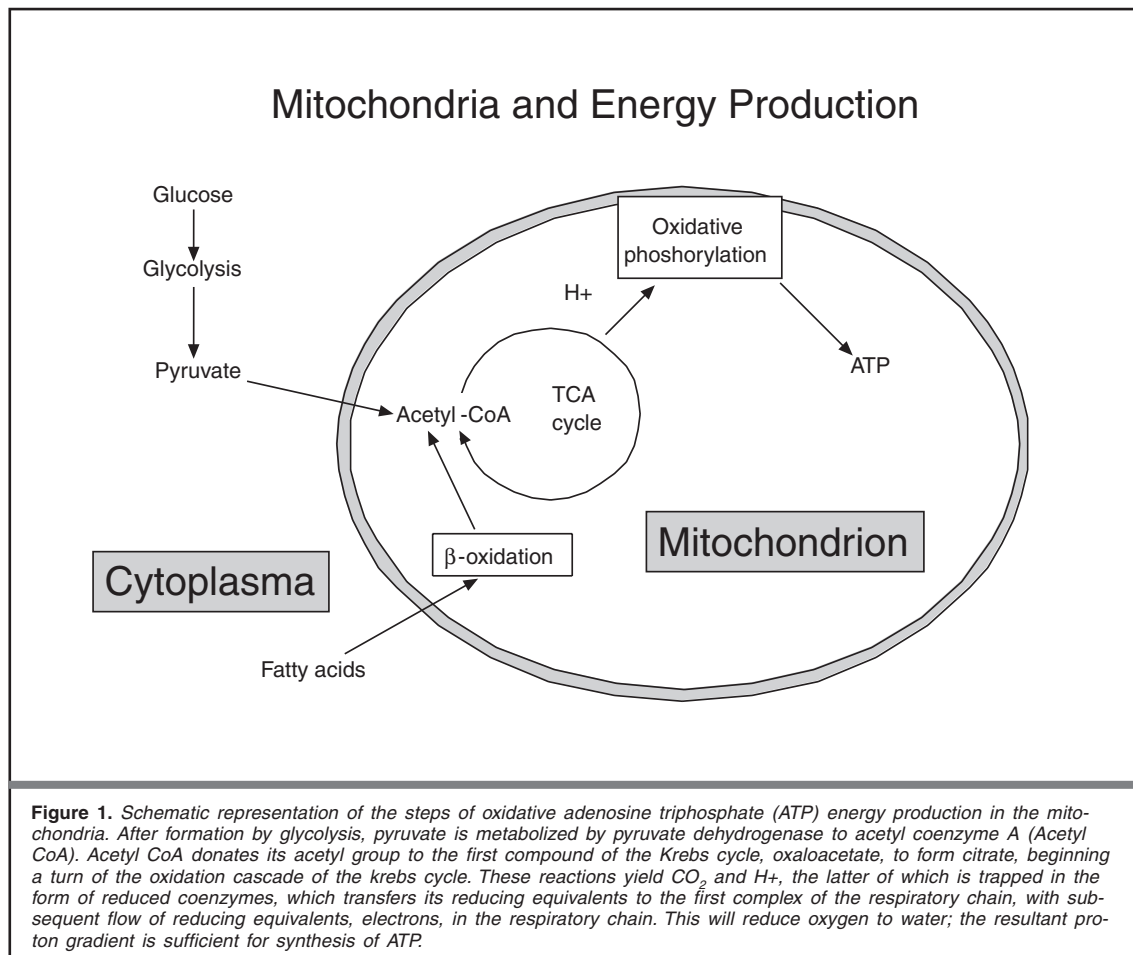 Mitochondria and Energy Production
Glucose
Glycolysis
Pyruvate
Oxidative
phoshorylation
H+
ATP
Acetyl -CoA
TCA
cycle
β-oxidation
Mitochondrion
Cytoplasma
Fatty acids
Figure 1. Schematic representation of the steps of oxidative adenosine triphosphate (ATP) energy production in the mito-
chondria. After formation by glycolysis, pyruvate is metabolized by pyruvate dehydrogenase to acetyl coenzyme A (Acetyl
CoA). Acetyl CoA donates its acetyl group to the first compound of the Krebs cycle, oxaloacetate, to form citrate, beginning
a turn of the oxidation cascade of the krebs cycle. These reactions yield CO2 and H+, the latter of which is trapped in the
form of reduced coenzymes, which transfers its reducing equivalents to the first complex of the respiratory chain, with sub-
sequent flow of reducing equivalents, electrons, in the respiratory chain. This will reduce oxygen to water; the resultant pro-
ton gradient is sufficient for synthesis of ATP.